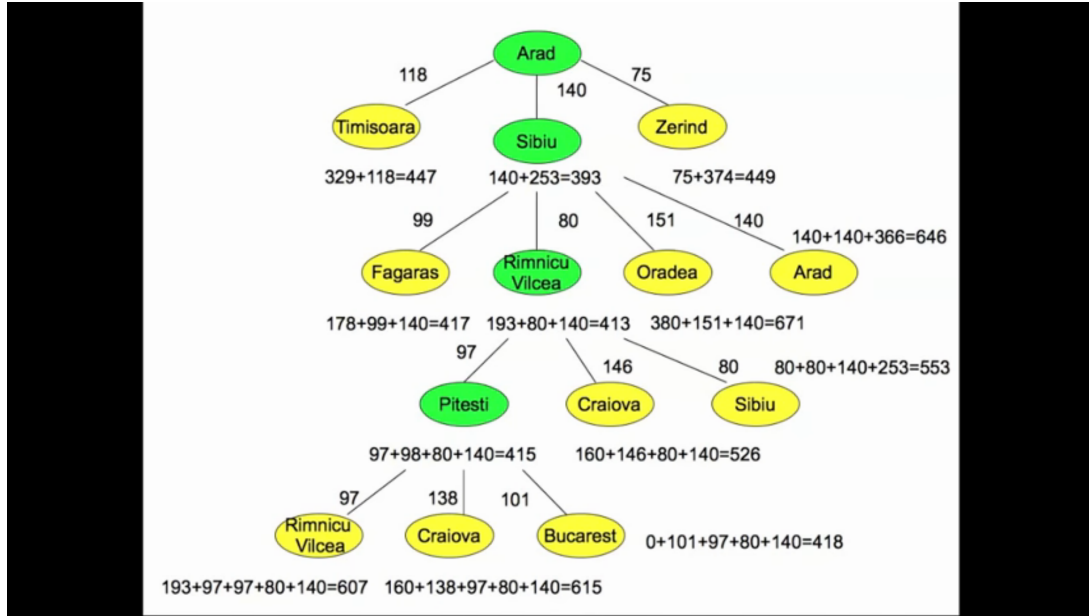 Arad
118
140
75
Timisoara
Sibiu
Zerind
329+118=447
140+253=393
75+374=449
99
80
151
140
140+140+366=646
Fagaras
Rimnicu
Vilcea
Oradea
Arad
178+99+140=417
193+80+140=413
380+151+140=671
97
146
80
80+80+140+253=553
Pitesti
Craiova
Sibiu
97+98+80+140=415
160+146+80+140=526
97
138
101
Rimnicu
Vilcea
Craiova
Bucarest
0+101+97+80+140=418
193+97+97+80+140=607
160+138+97+80+140=615